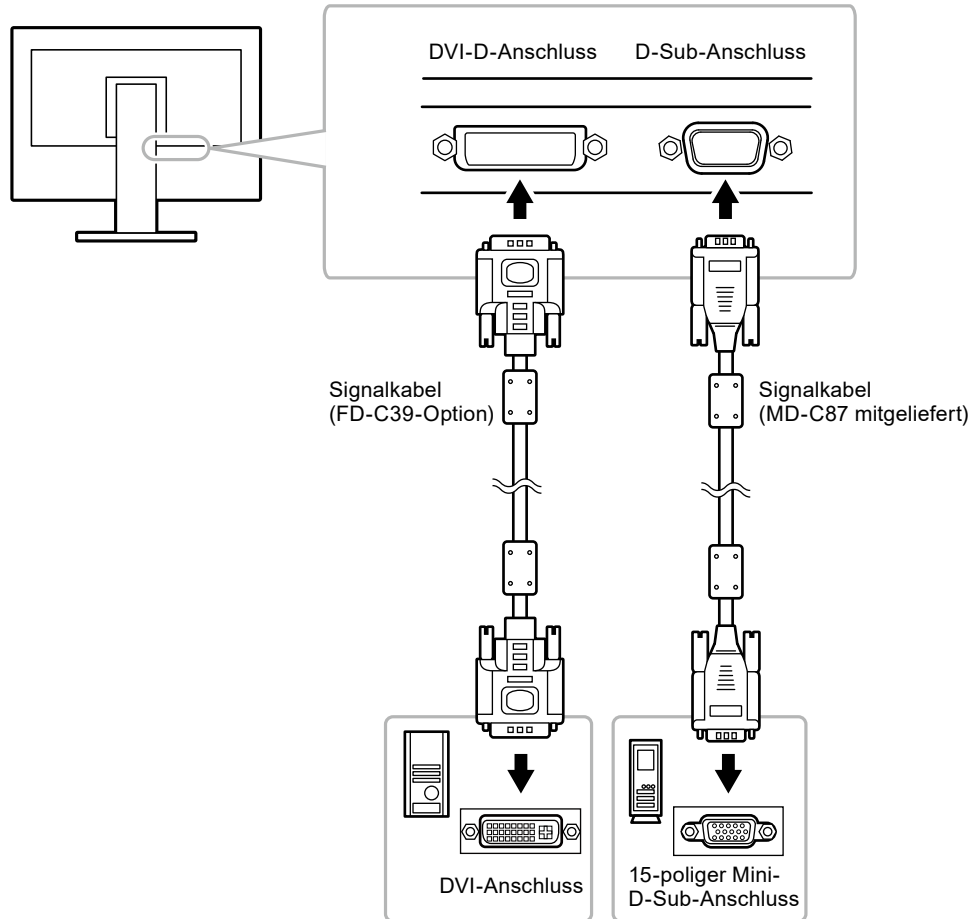 DVI-D-Anschluss
D-Sub-Anschluss
Signalkabel
(FD-C39-Option)
Signalkabel
(MD-C87 mitgeliefert)
DVI-Anschluss
15-poliger Mini-
D-Sub-Anschluss